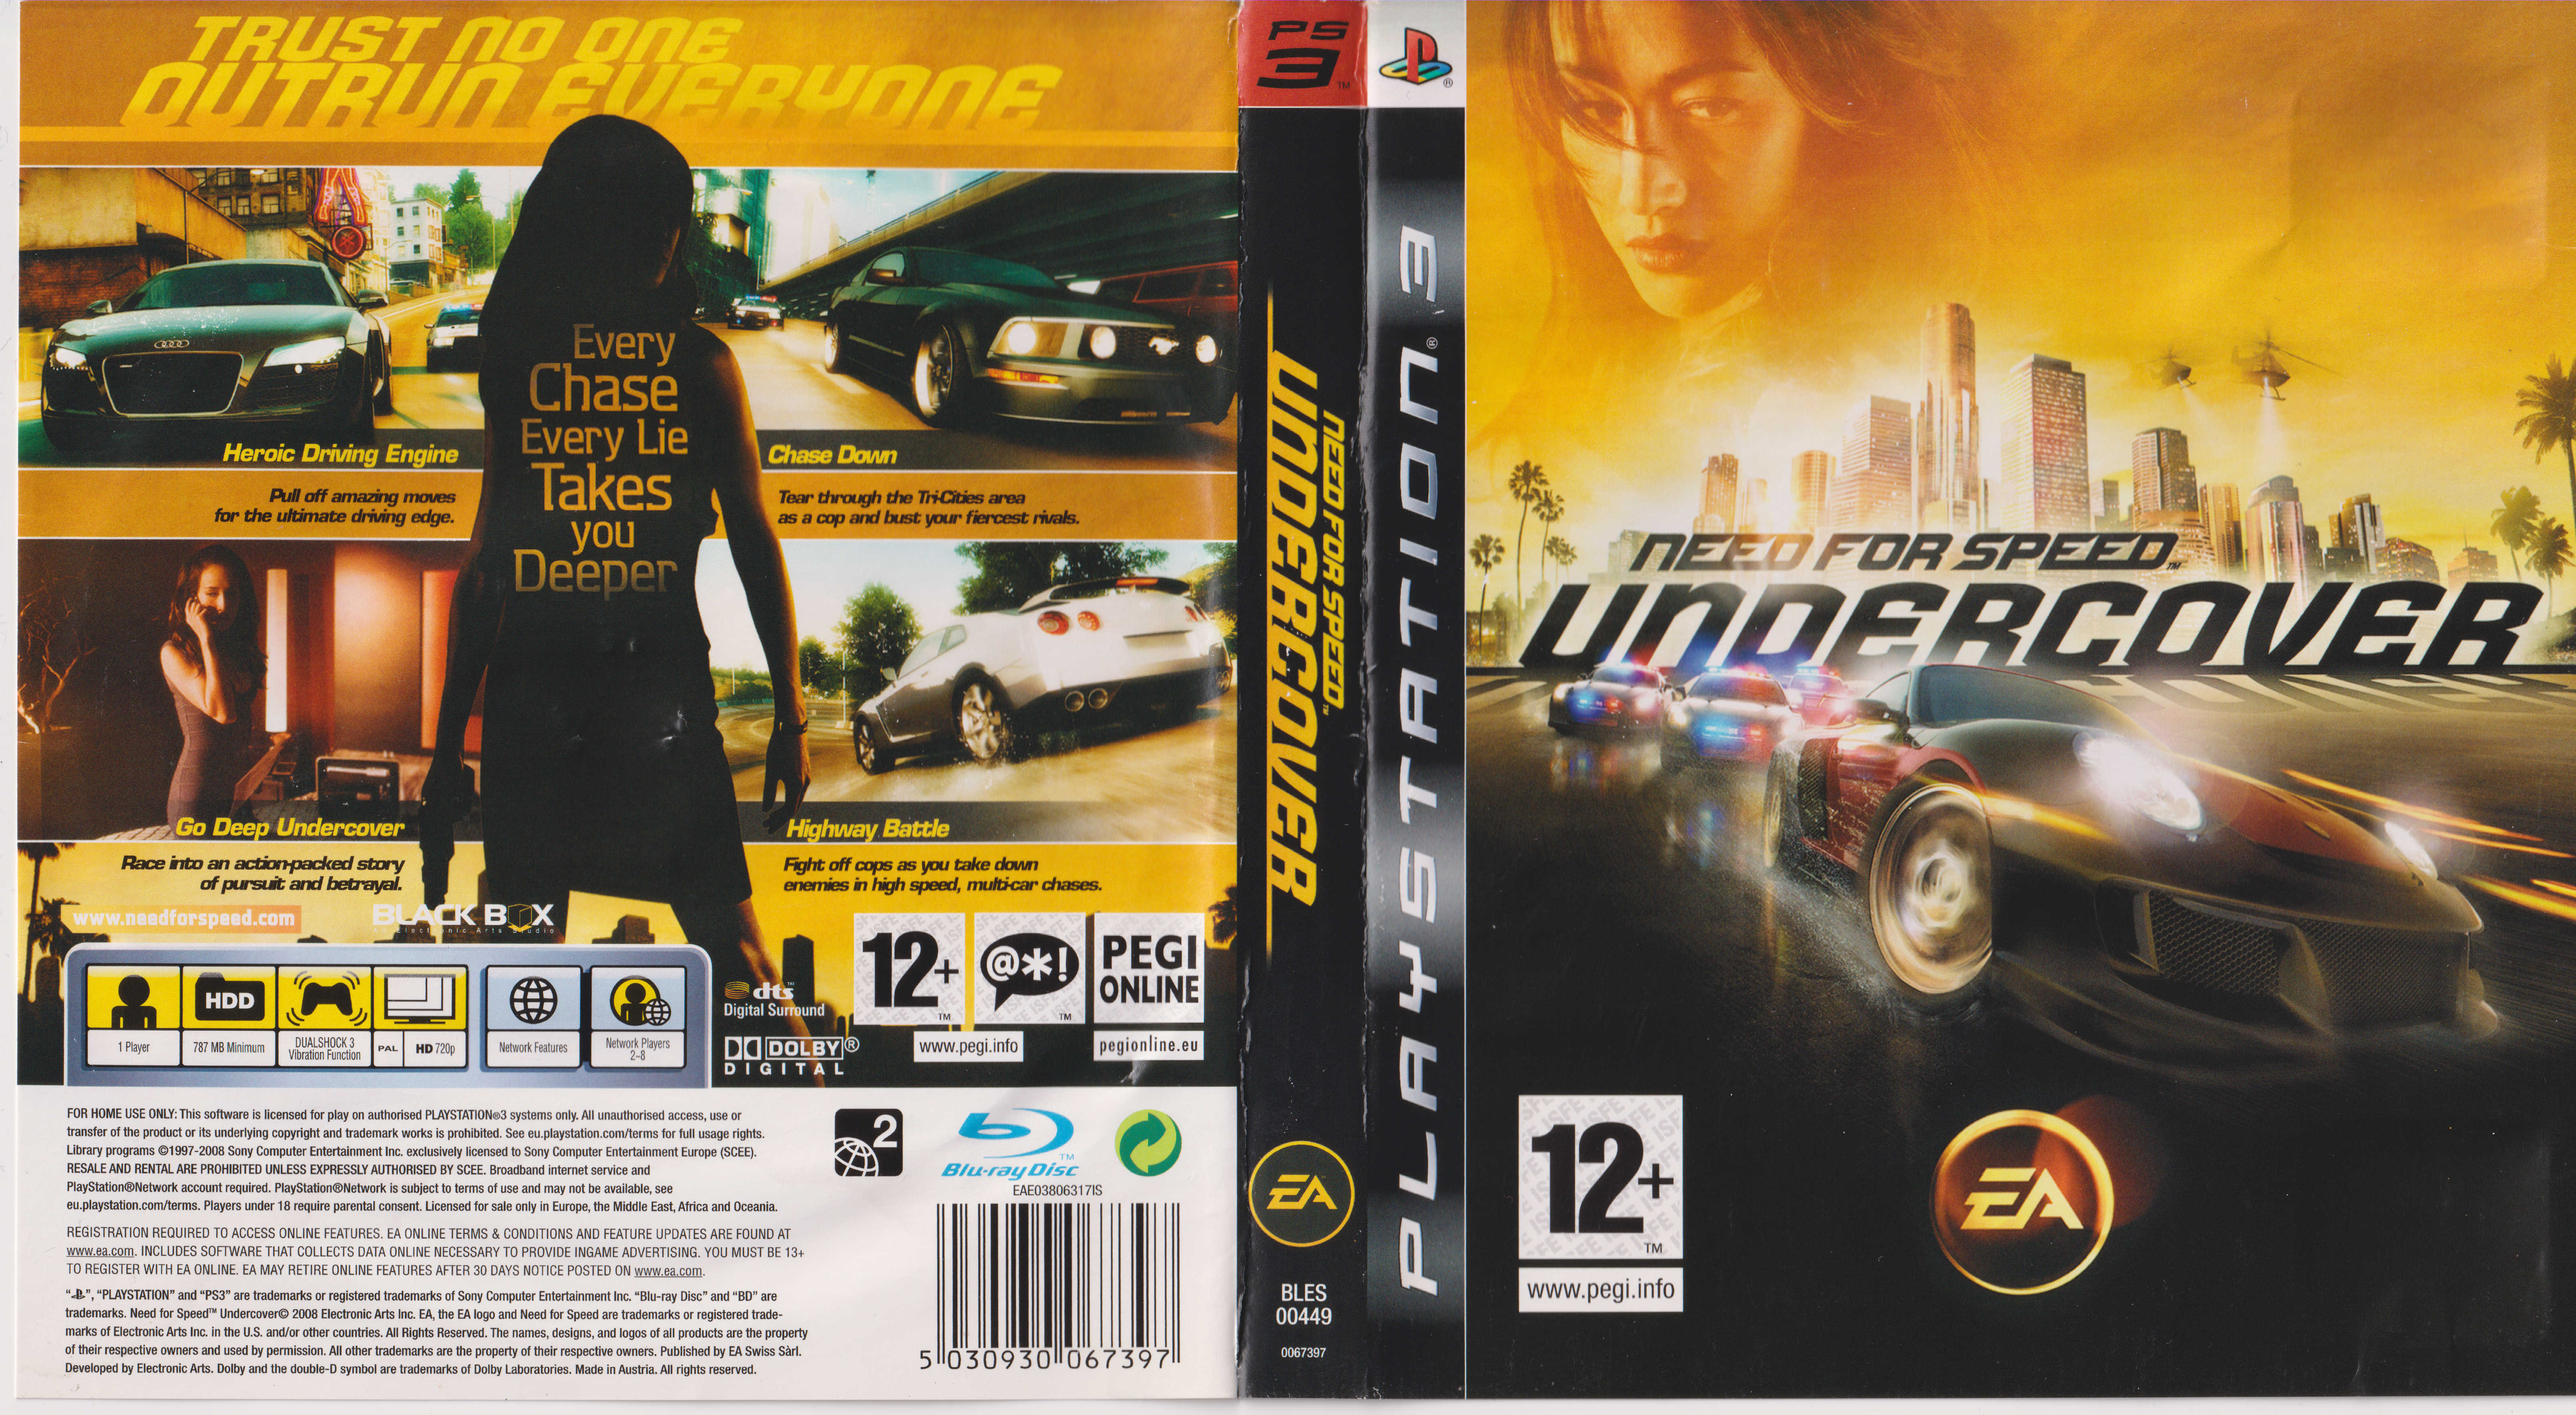 TRUST NO ONE
OUTRUN EVERYONE
Every
Chase
Every Lie
Takes
you
Deeper
Heroic Driving Engine
Pull off amazing moves
for the ultimate driving edge.
Chase Down
Tear through the Tri-Cities area
as a cop and bust your fiercest rivals.
Go Deep Undercover
Race into an action-packed story
of pursuit and betrayal.
Highway Battle
Fight off cops as you take down
enemies in high speed, multi-car chases.
www.needforspeed.com
BLACK BOX
An Electronic Arts Studio
1 Player
HDD
787 MB Minimum
DUALSHOCK 3
Vibration Function
PAL
HD 720p
Network Features
Network Players
2-8
dts™
Digital Surround
DOLBY®
DIGITAL
12+™
@*!™
PEGI
ONLINE
www.pegi.info
pegionline.eu
FOR HOME USE ONLY: This software is licensed for play on authorised PLAYSTATION®3 systems only. All unauthorised access, use or
transfer of the product or its underlying copyright and trademark works is prohibited. See eu.playstation.com/terms for full usage rights.
Library programs ©1997-2008 Sony Computer Entertainment Inc. exclusively licensed to Sony Computer Entertainment Europe (SCEE).
RESALE AND RENTAL ARE PROHIBITED UNLESS EXPRESSLY AUTHORISED BY SCEE. Broadband internet service and
PlayStation®Network account required. PlayStation®Network is subject to terms of use and may not be available, see
eu.playstation.com/terms. Players under 18 require parental consent. Licensed for sale only in Europe, the Middle East, Africa and Oceania.
REGISTRATION REQUIRED TO ACCESS ONLINE FEATURES. EA ONLINE TERMS & CONDITIONS AND FEATURE UPDATES ARE FOUND AT
www.ea.com. INCLUDES SOFTWARE THAT COLLECTS DATA ONLINE NECESSARY TO PROVIDE INGAME ADVERTISING. YOU MUST BE 13+
TO REGISTER WITH EA ONLINE. EA MAY RETIRE ONLINE FEATURES AFTER 30 DAYS NOTICE POSTED ON www.ea.com.
" ", "PLAYSTATION" and "PS3" are trademarks or registered trademarks of Sony Computer Entertainment Inc. "Blu-ray Disc" and "BD" are
trademarks. Need for Speed™ Undercover© 2008 Electronic Arts Inc. EA, the EA logo and Need for Speed are trademarks or registered trade-
marks of Electronic Arts Inc. in the U.S. and/or other countries. All Rights Reserved. The names, designs, and logos of all products are the property
of their respective owners and used by permission. All other trademarks are the property of their respective owners. Published by EA Swiss Sàrl.
Developed by Electronic Arts. Dolby and the double-D symbol are trademarks of Dolby Laboratories. Made in Austria. All rights reserved.
2
Blu-ray Disc™
EAE03806317IS
5 030930 067397
PS
3™
NEED FOR SPEED™
UNDERCOVER
EA
BLES
00449
0067397
®
PLAYSTATION®3
NEED FOR SPEED™
UNDERCOVER
12+™
www.pegi.info
EA